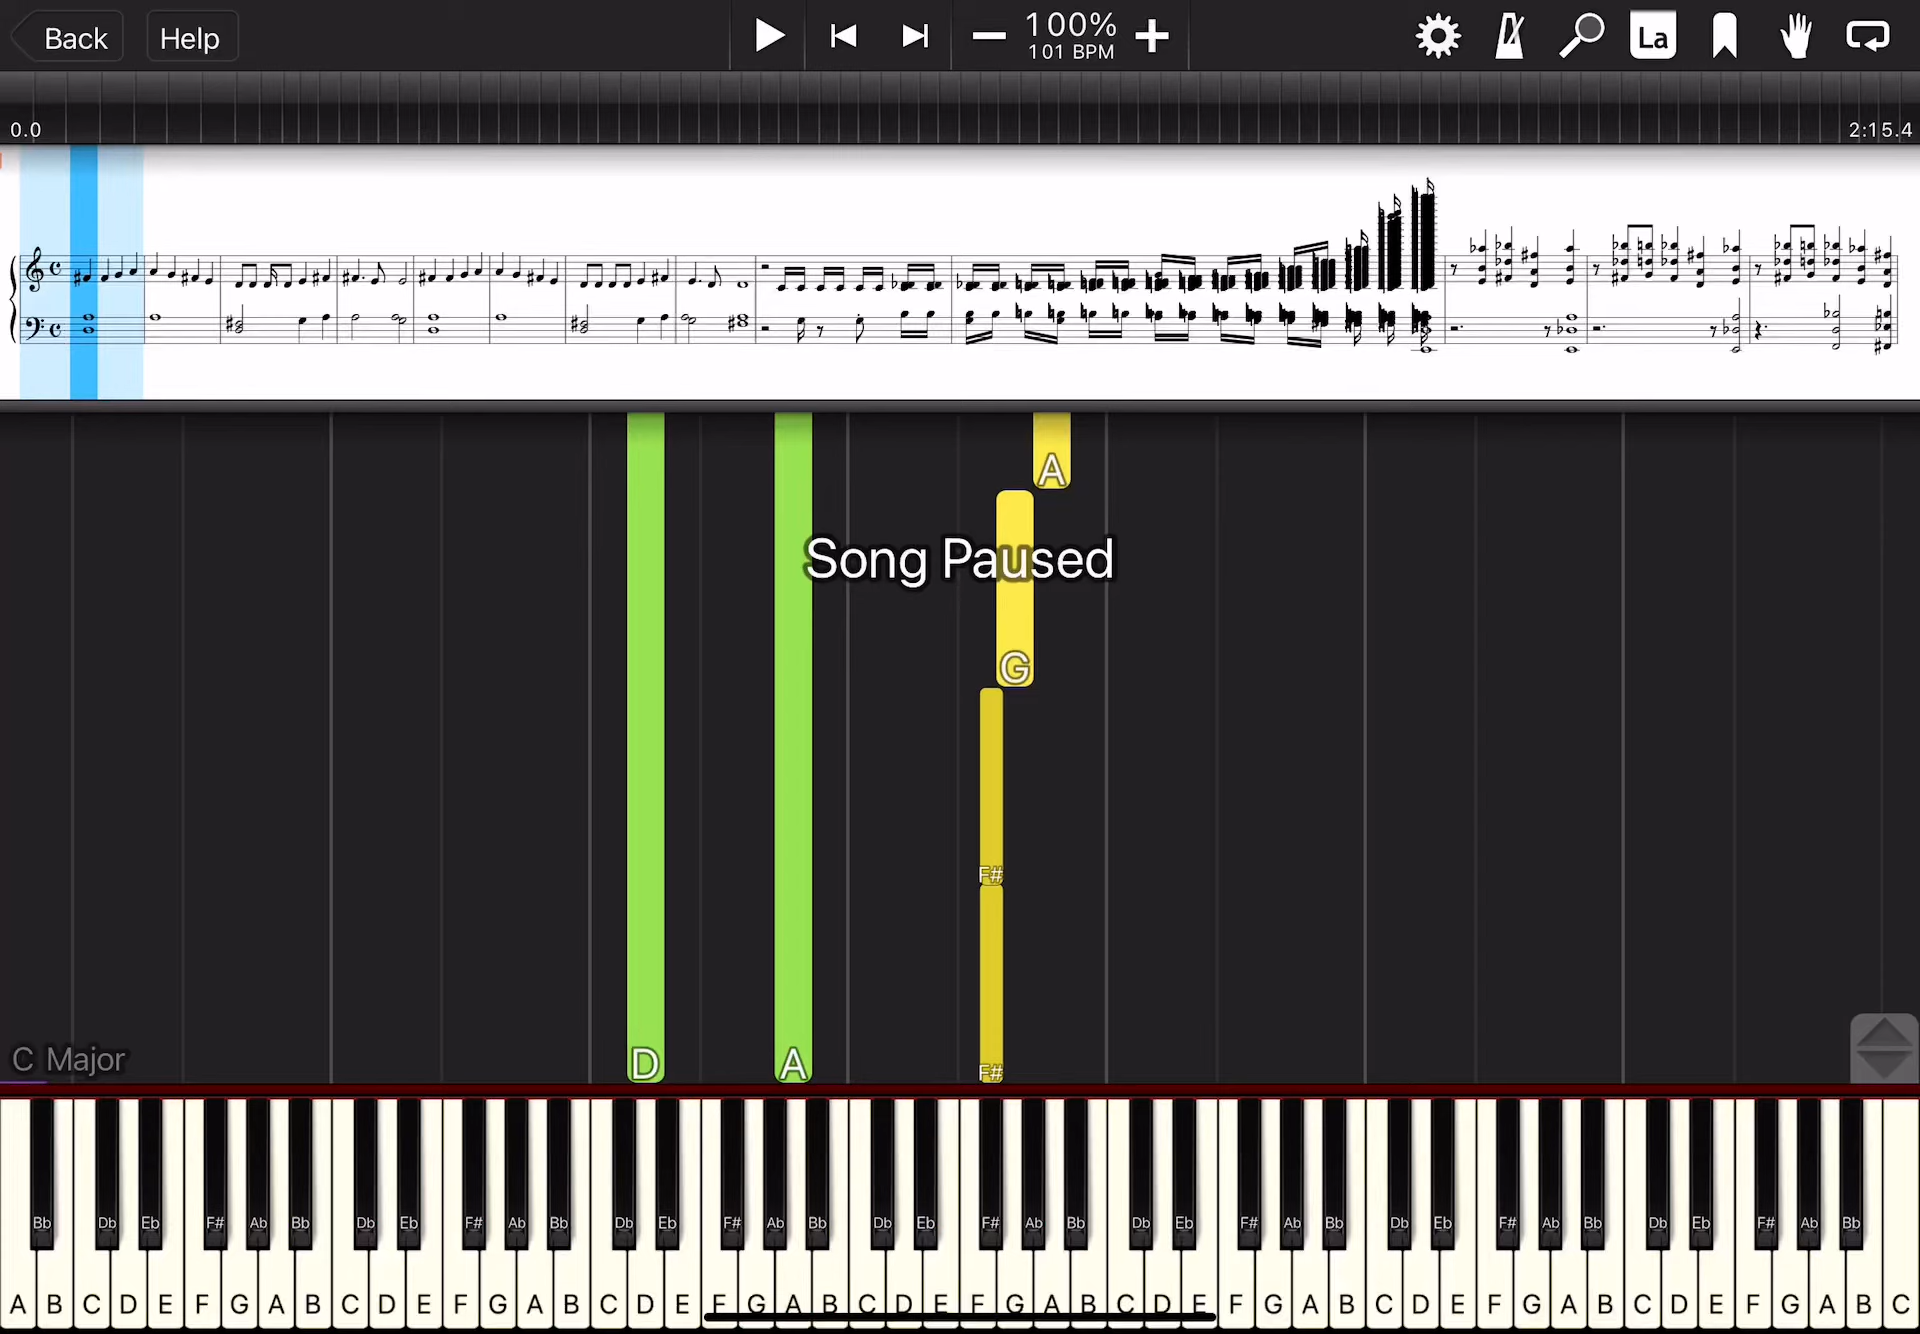 Back Help 100% La
101 BPM
0.0 2:15.4
A
Song Paused
G
F#
C Major D A F#
Bb Db Eb F# Ab Bb Db Eb F# Ab Bb Db Eb F# Ab Bb Db Eb F# Ab Bb Db Eb F# Ab Bb Db Eb F# Ab Bb Db Eb F# Ab Bb
A B C D E F G A B C D E F G A B C D E F G A B C D E F G A B C D E F G A B C D E F G A B C D E F G A B C